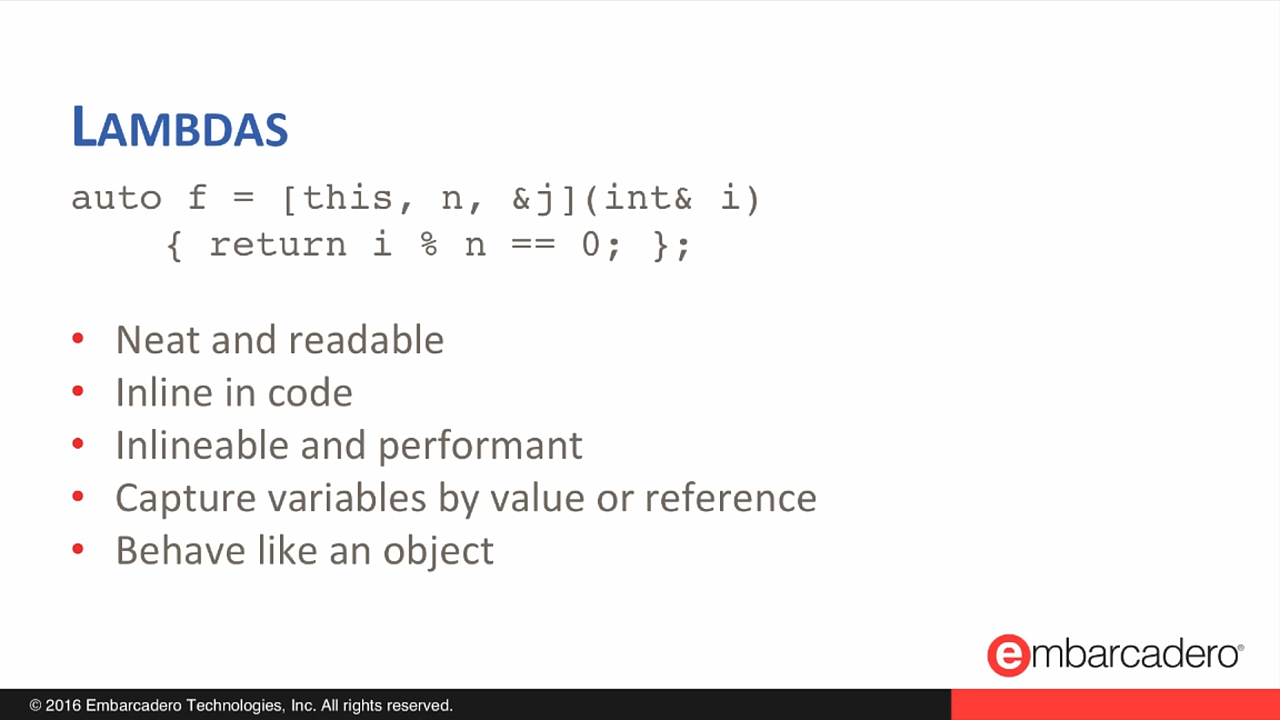 LAMBDAS
auto f = [this, n, &j](int& i)
{ return i % n == 0; };
• Neat and readable
• Inline in code
• Inlineable and performant
• Capture variables by value or reference
• Behave like an object
embarcadero®
© 2016 Embarcadero Technologies, Inc. All rights reserved.